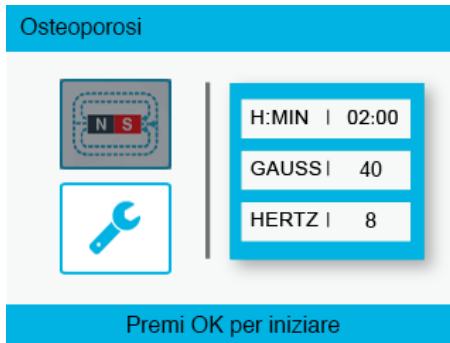 Osteoporosi
N S
H:MIN | 02:00
GAUSS | 40
HERTZ | 8
Premi OK per iniziare